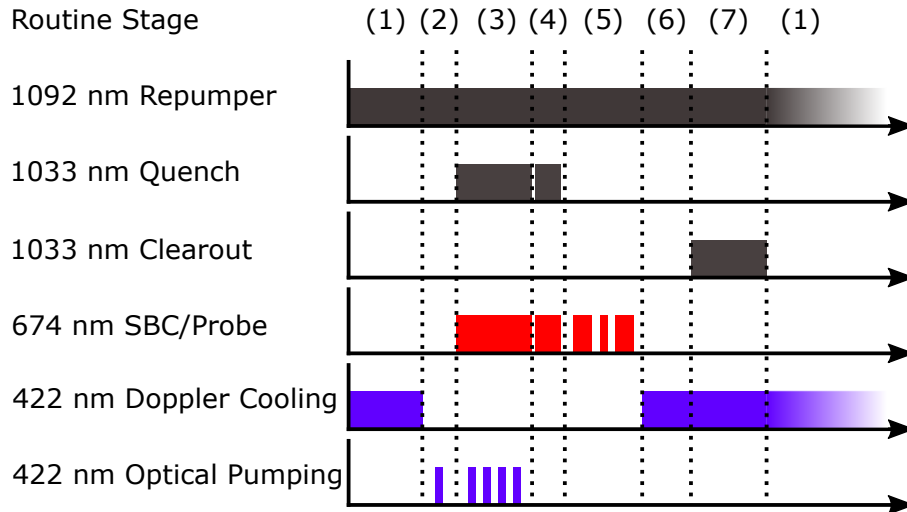 Routine Stage (1) (2) (3) (4) (5) (6) (7) (1)
1092 nm Repumper
1033 nm Quench
1033 nm Clearout
674 nm SBC/Probe
422 nm Doppler Cooling
422 nm Optical Pumping